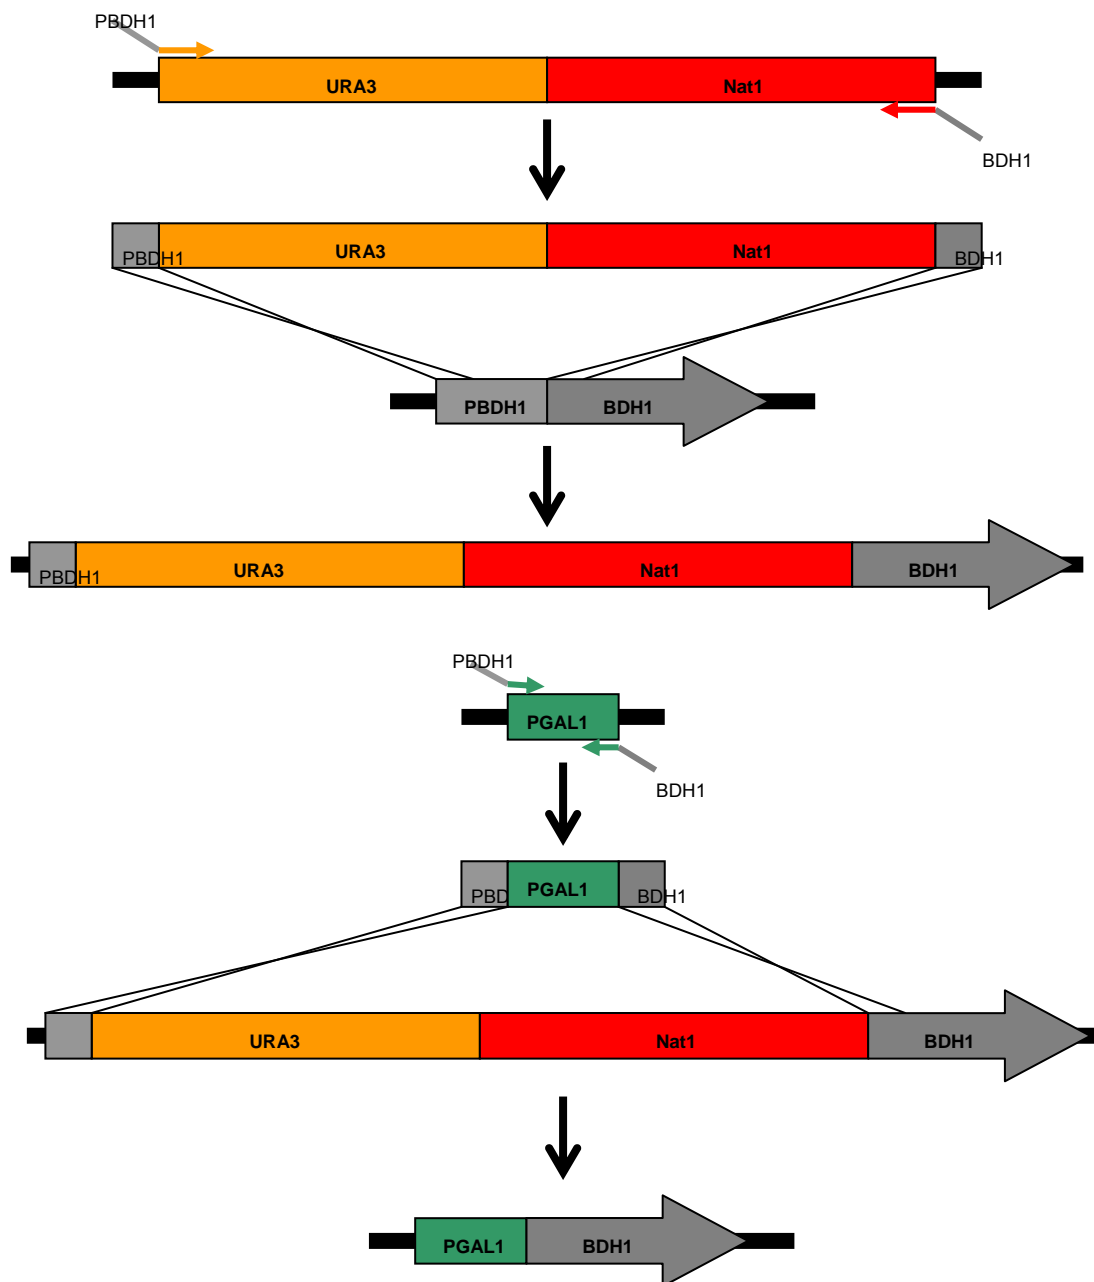 PBDH1
URA3 Nat1
BDH1
PBDH1 URA3 Nat1 BDH1
PBDH1 BDH1
PBDH1 URA3 Nat1 BDH1
PBDH1
PGAL1
BDH1
PBD PGAL1 BDH1
URA3 Nat1 BDH1
PGAL1 BDH1